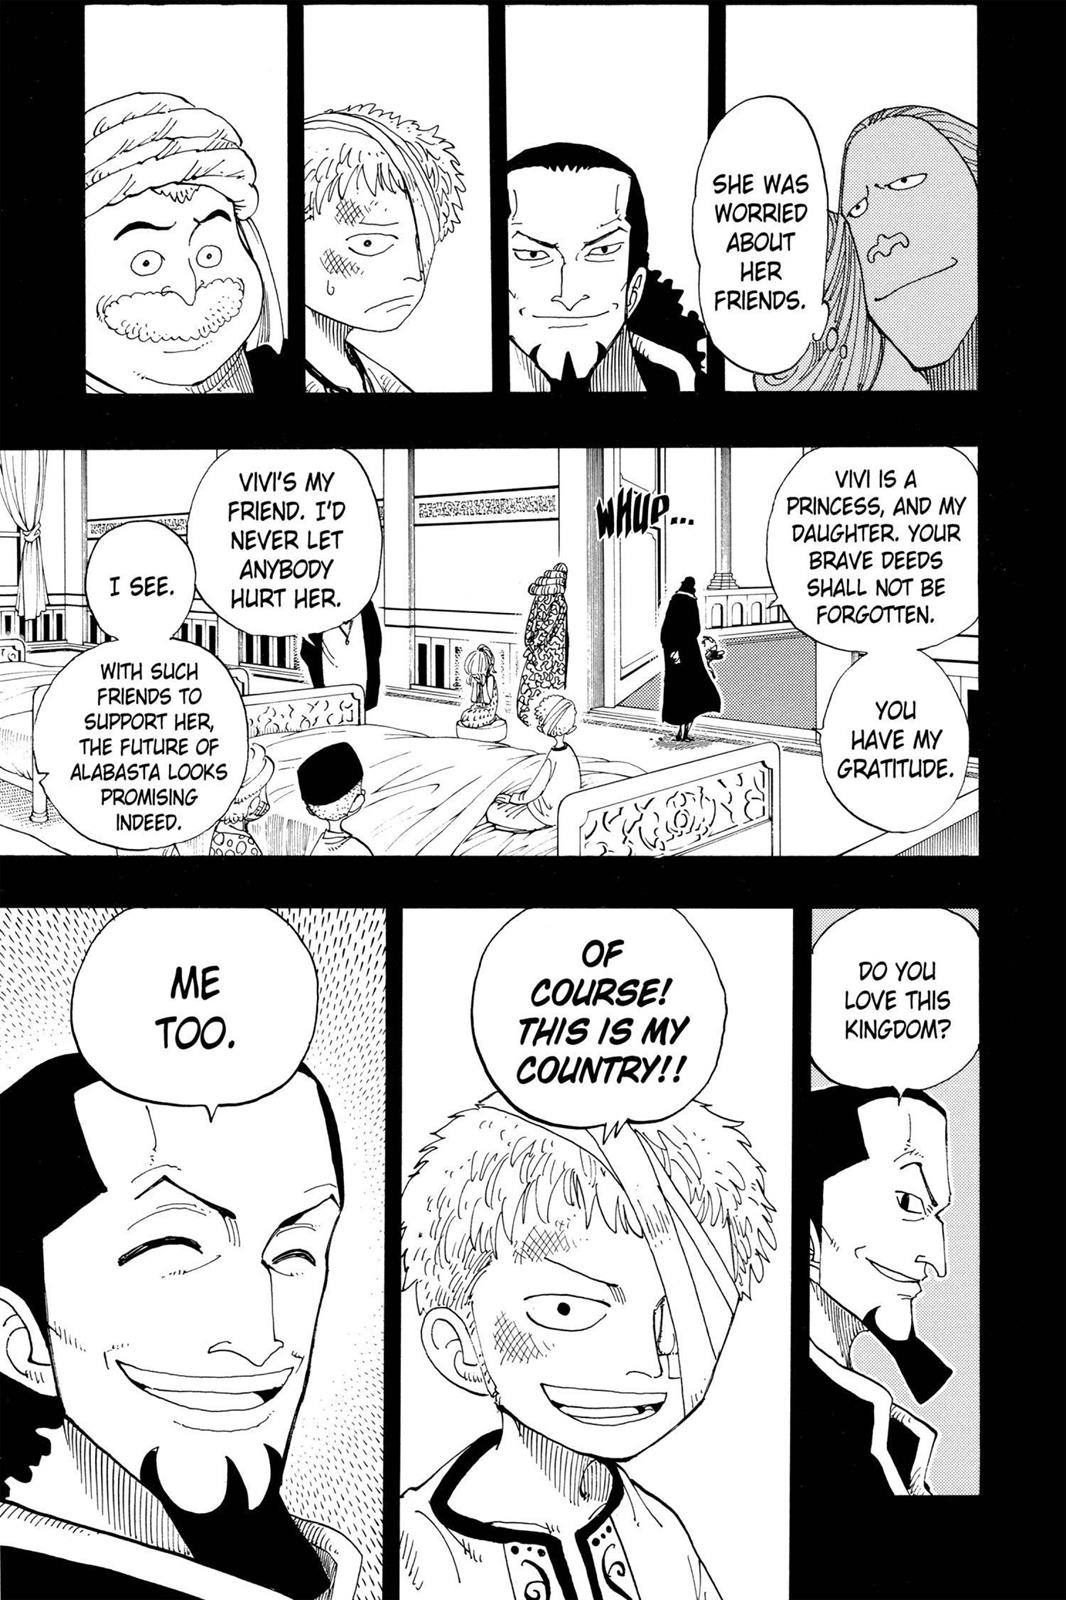 SHE WAS
WORRIED
ABOUT
HER
FRIENDS.
VIVI IS A
PRINCESS, AND MY
DAUGHTER. YOUR
BRAVE DEEDS
SHALL NOT BE
FORGOTTEN.
YOU
HAVE MY
GRATITUDE.
WHUP...
VIVI'S MY
FRIEND. I'D
NEVER LET
ANYBODY
HURT HER.
I SEE.
WITH SUCH
FRIENDS TO
SUPPORT HER,
THE FUTURE OF
ALABASTA LOOKS
PROMISING
INDEED.
DO YOU
LOVE THIS
KINGDOM?
OF
COURSE!
THIS IS MY
COUNTRY!!
ME
TOO.